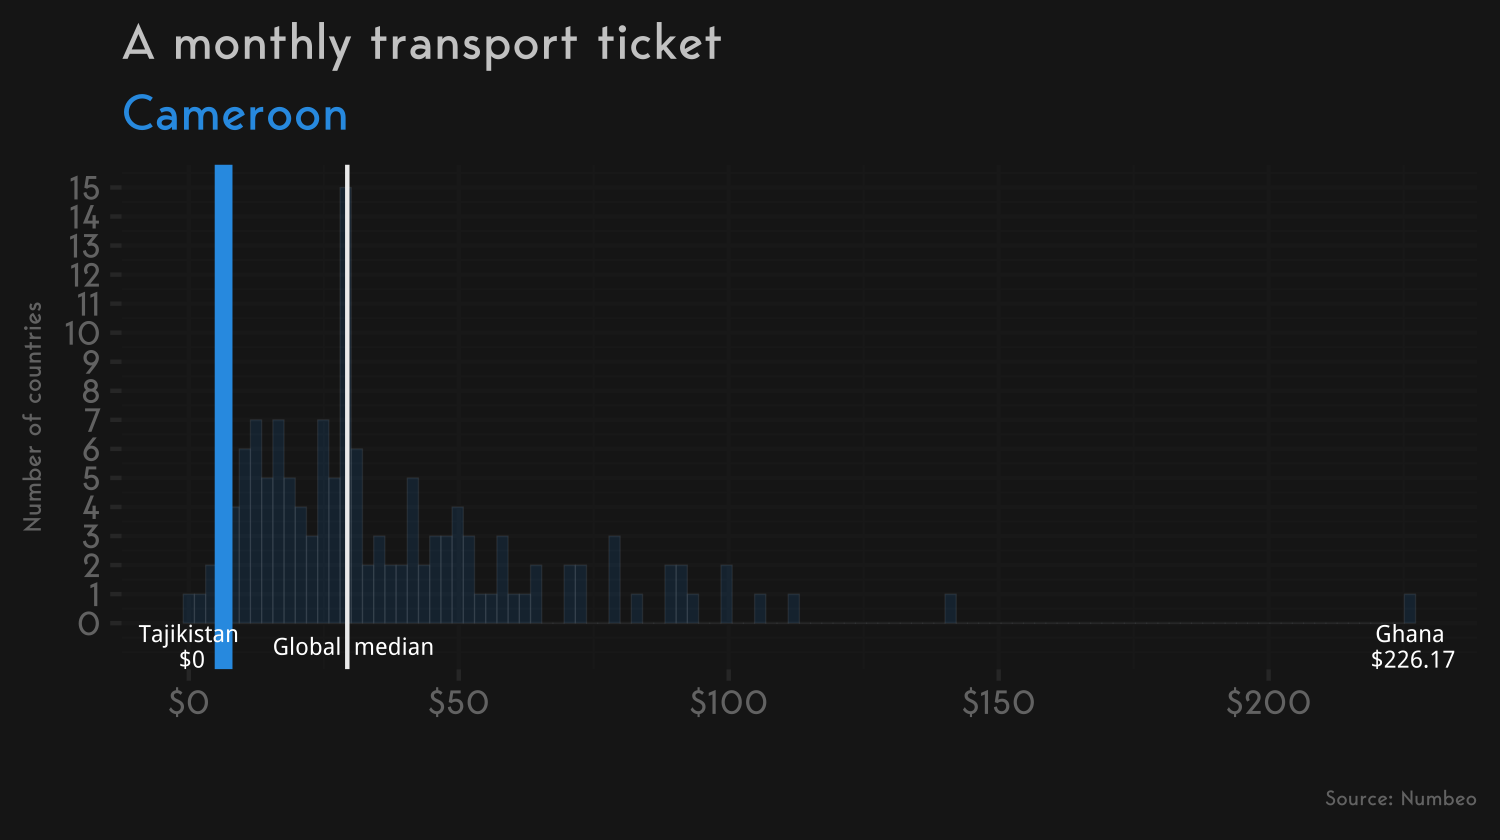 A monthly transport ticket
Cameroon
Number of countries
15
14
13
12
11
10
9
8
7
6
5
4
3
2
1
0
Tajikistan
$0
Global median
Ghana
$226.17
$0 $50 $100 $150 $200
Source: Numbeo